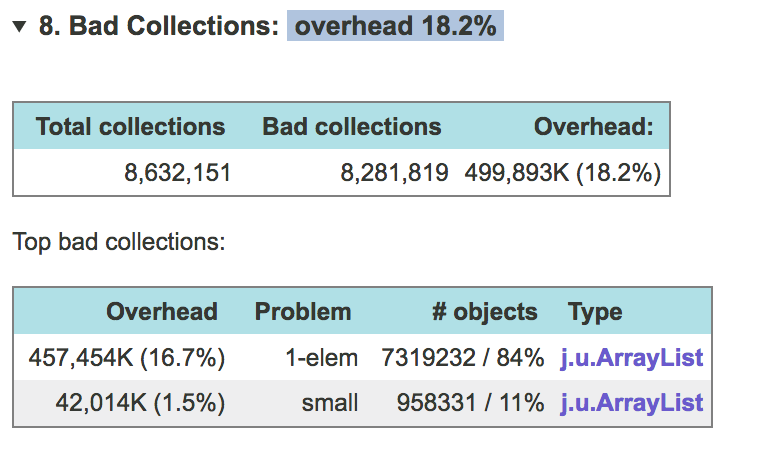 ▼ 8. Bad Collections: overhead 18.2%
Total collections Bad collections Overhead:
8,632,151 8,281,819 499,893K (18.2%)
Top bad collections:
Overhead Problem # objects Type
457,454K (16.7%) 1-elem 7319232 / 84% j.u.ArrayList
42,014K (1.5%) small 958331 / 11% j.u.ArrayList